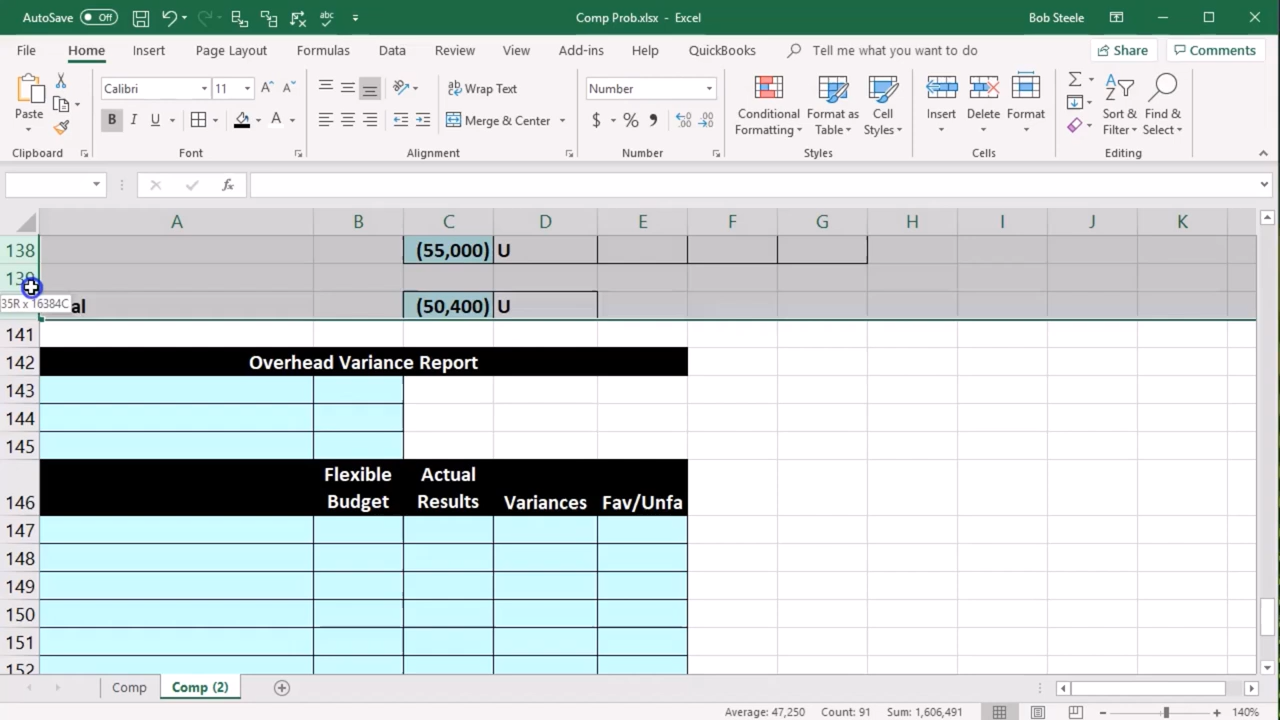 AutoSave Off Comp Prob.xlsx - Excel Bob Steele
File Home Insert Page Layout Formulas Data Review View Add-ins Help QuickBooks Tell me what you want to do Share Comments
Paste Calibri 11 A A ab Wrap Text Number Conditional Formatting Format as Table Cell Styles Insert Delete Format Sort & Filter Find & Select
B I U A Merge & Center $ % 
Clipboard Font Alignment Number Styles Cells Editing
fx
A B C D E F G H I J K
138 (55,000) U
139
35R x 16384C al (50,400) U
141
142 Overhead Variance Report
143
144
145
146 Flexible Budget Actual Results Variances Fav/Unfa
147
148
149
150
151
152
Comp Comp (2)
Average: 47,250 Count: 91 Sum: 1,606,491 140%